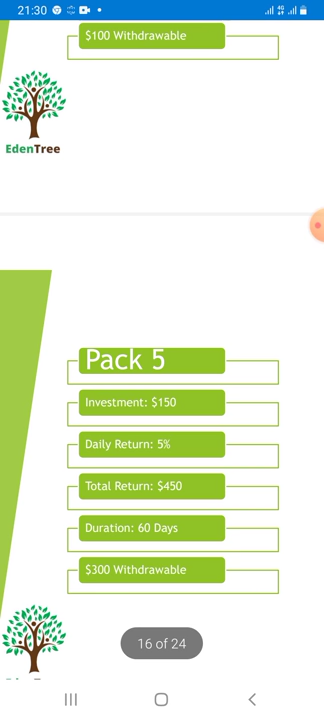 21:30
4G
$100 Withdrawable
EdenTree
Pack 5
Investment: $150
Daily Return: 5%
Total Return: $450
Duration: 60 Days
$300 Withdrawable
16 of 24